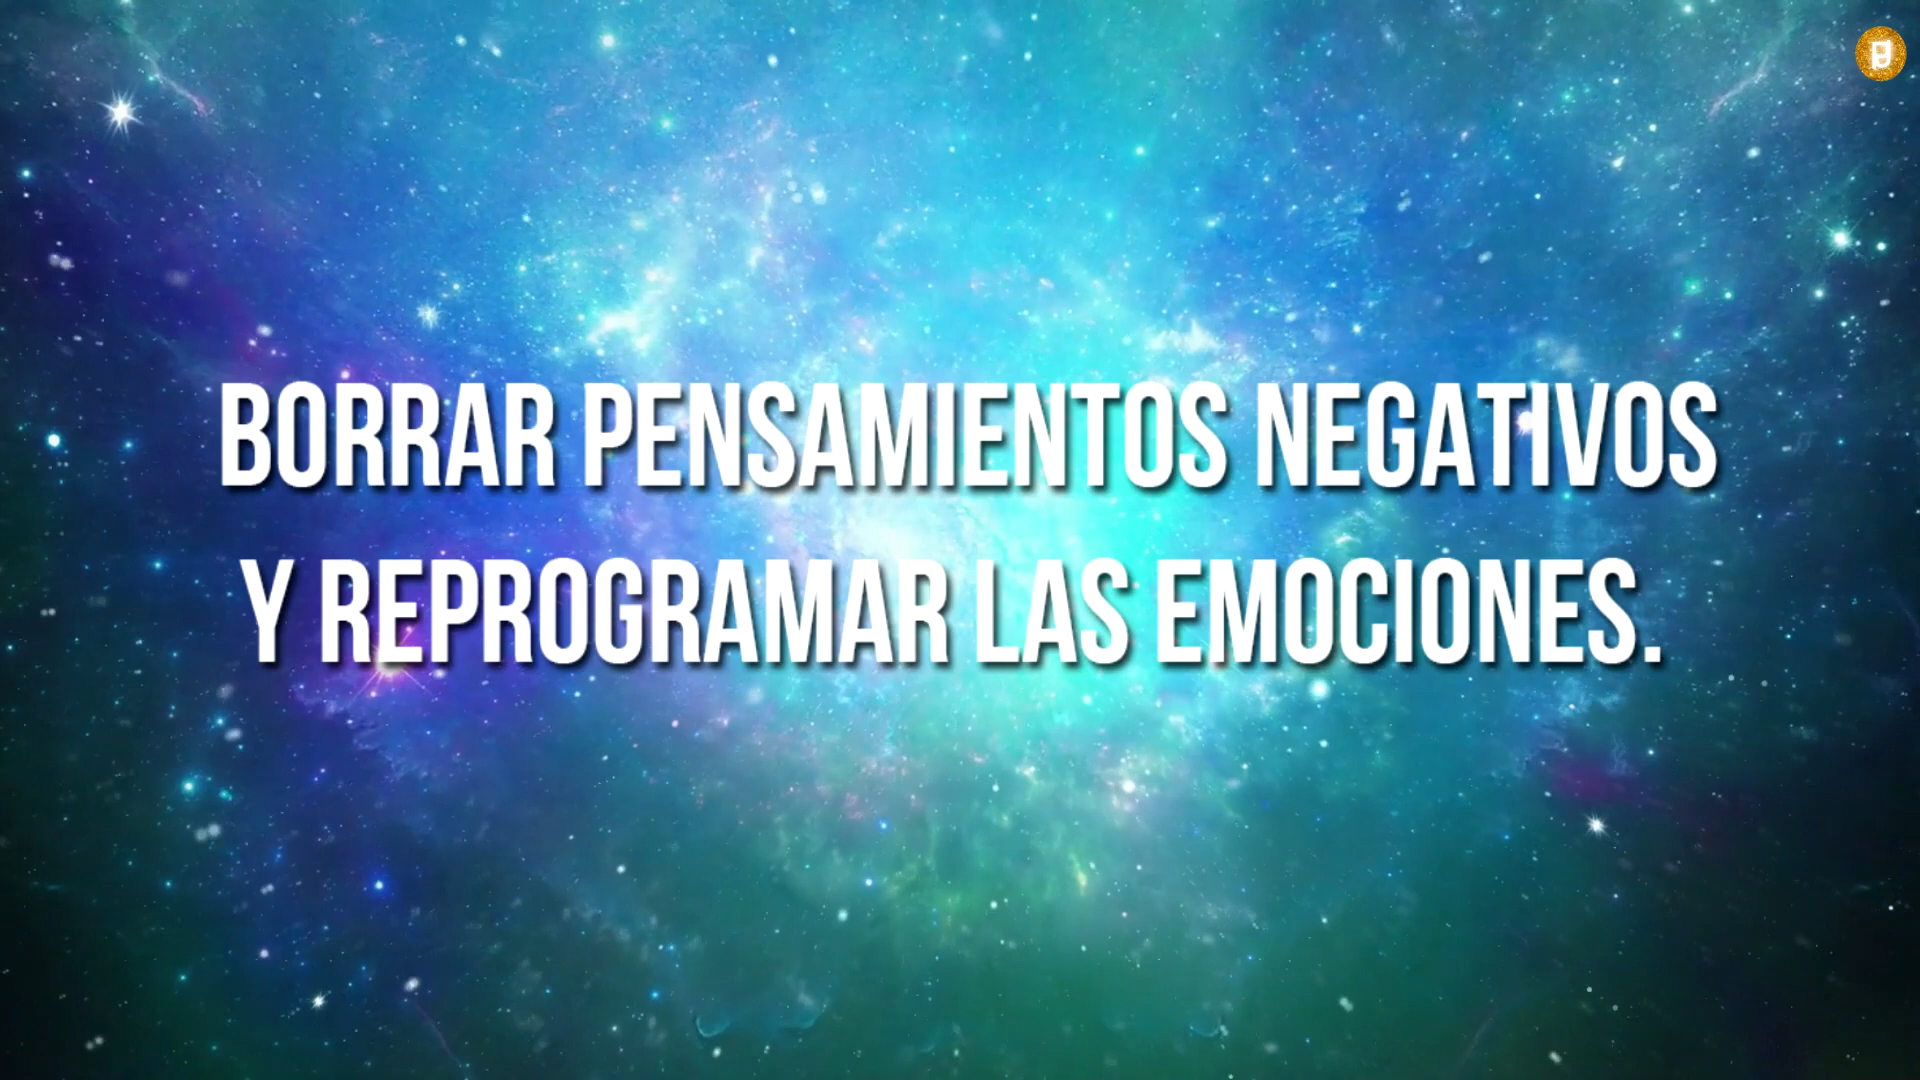 BORRAR PENSAMIENTOS NEGATIVOS
Y REPROGRAMAR LAS EMOCIONES.